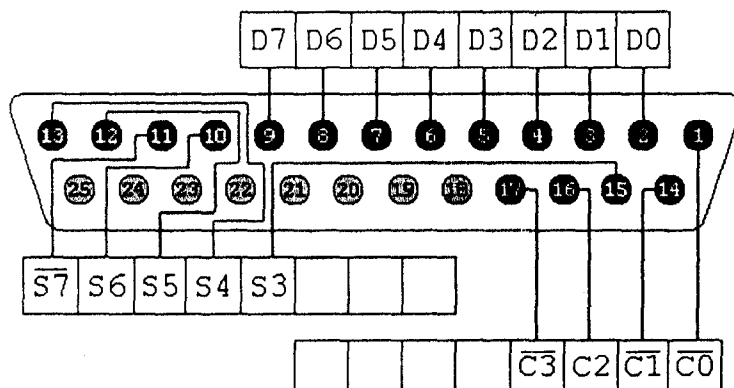 D7 D6 D5 D4 D3 D2 D1 D0
13 12 11 10 9 8 7 6 5 4 3 2 1
25 24 23 22 21 20 19 18 17 16 15 14
S̅7̅ S6 S5 S4 S3
C̅3̅ C2 C̅1̅ C̅0̅